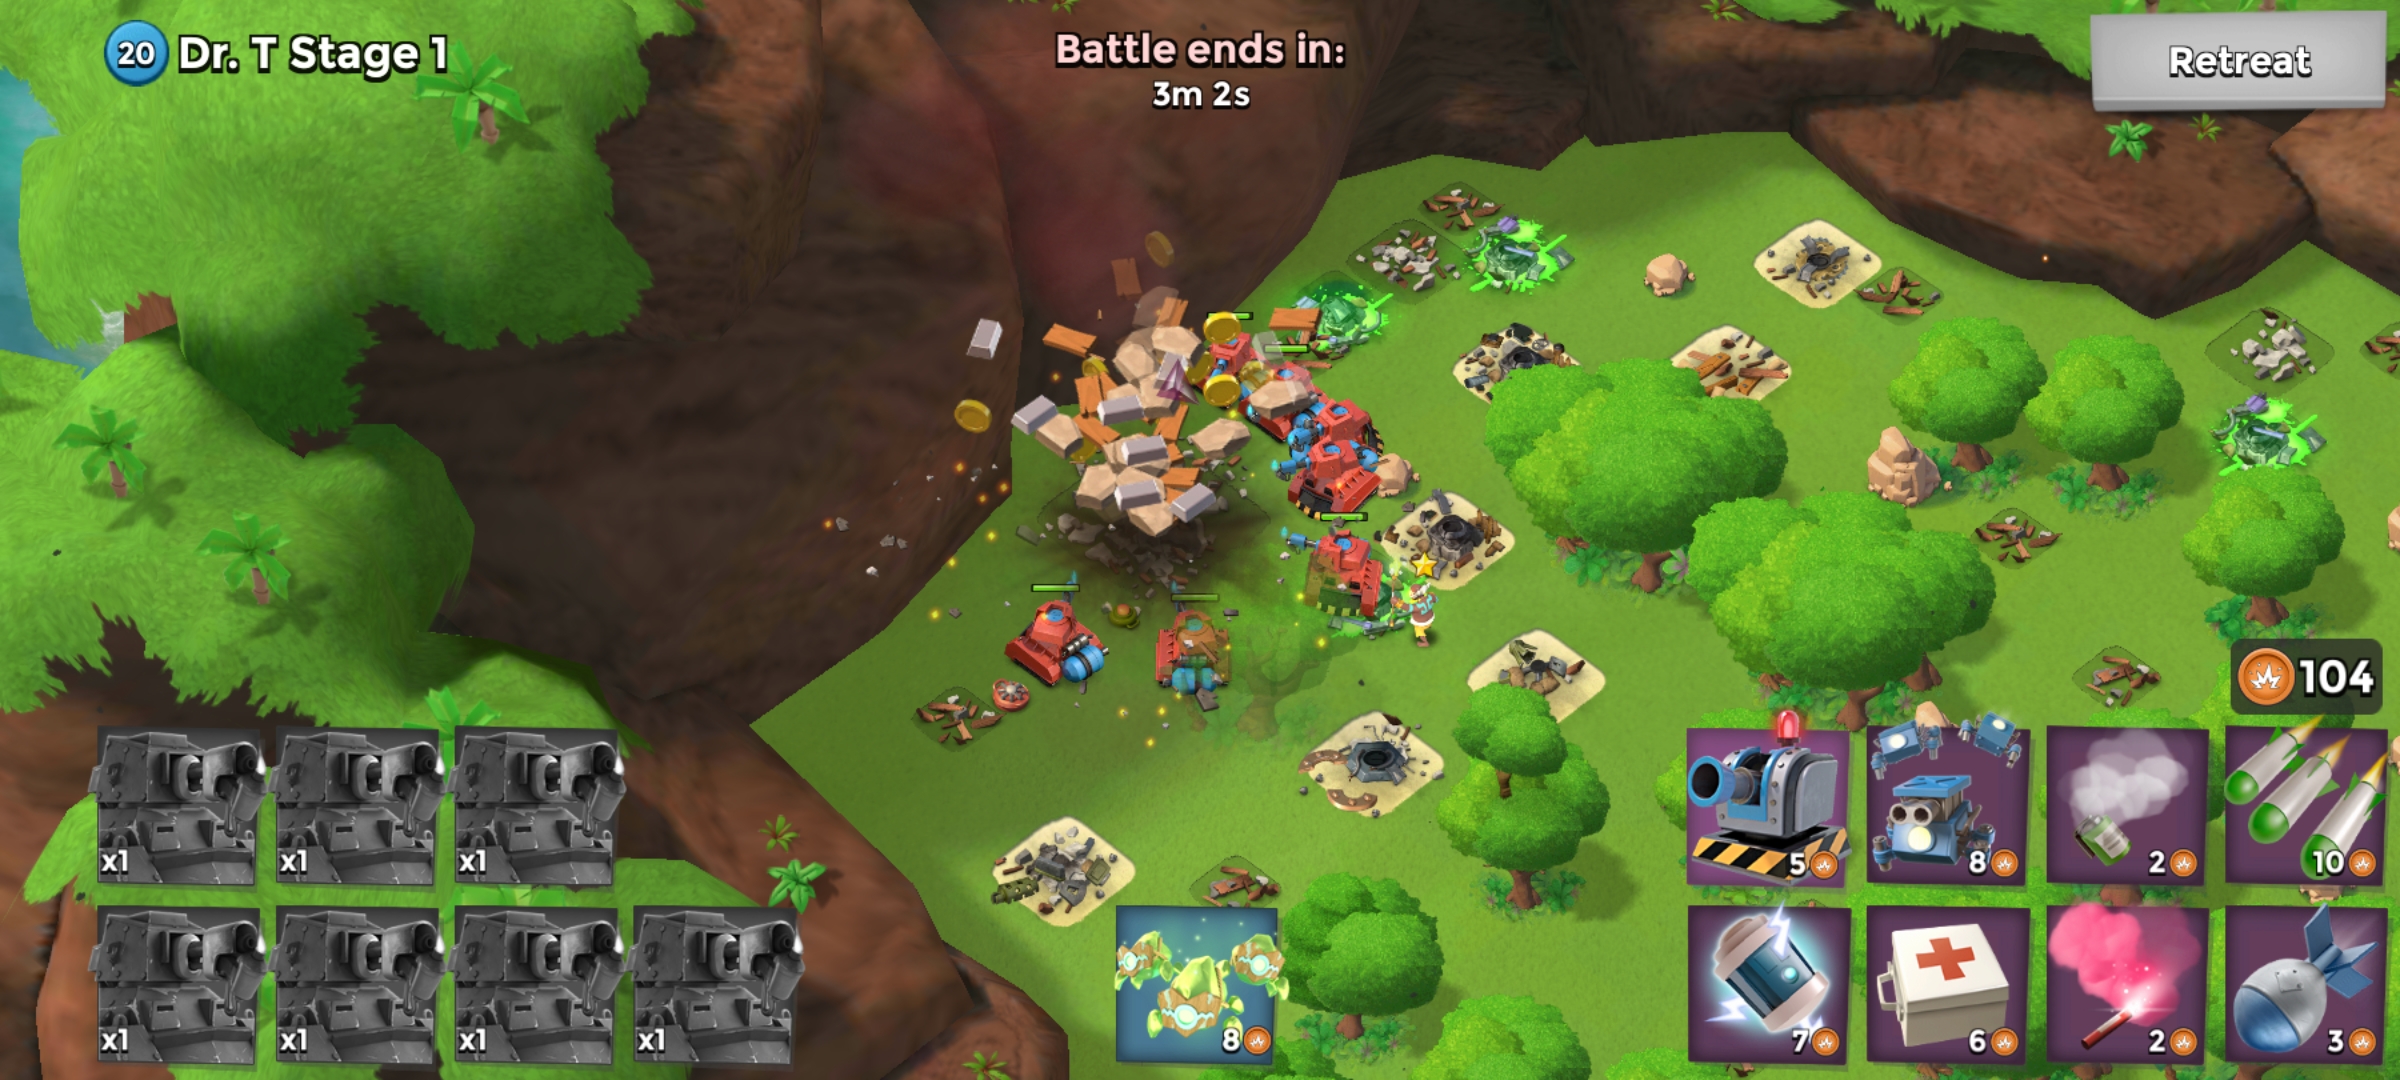 20 Dr. T Stage 1
Battle ends in:
3m 2s
Retreat
104
x1 x1 x1
5 8 2 10
x1 x1 x1 x1
8
7 6 2 3